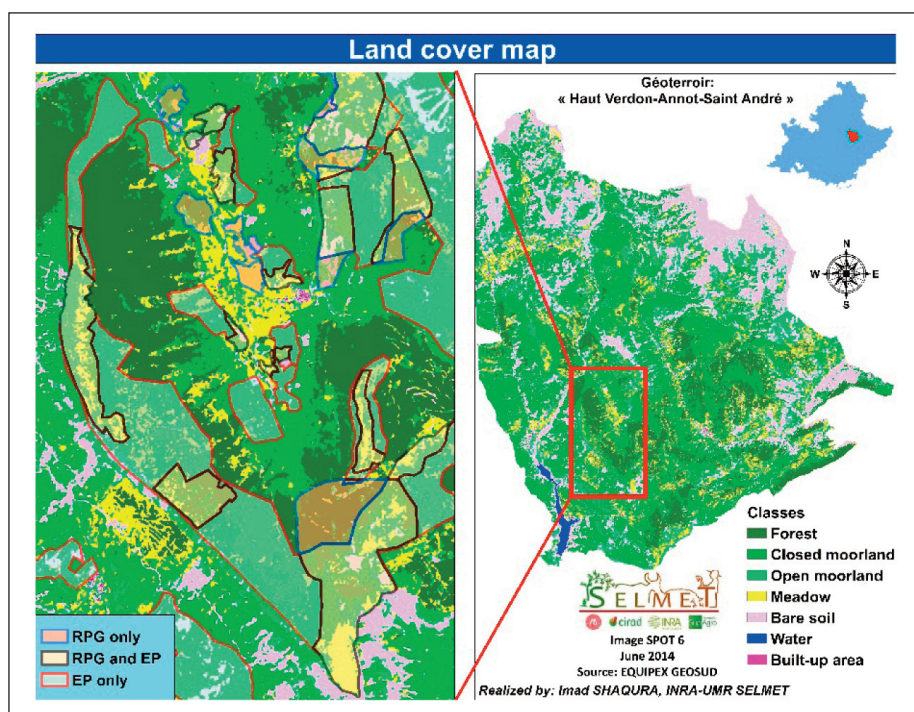 Land cover map
RPG only
RPG and EP
EP only
Géoterroir:
« Haut Verdon-Annot-Saint André »
N
W
E
S
Classes
Forest
Closed moorland
Open moorland
Meadow
Bare soil
Water
Built-up area
SELMET
cirad
INRA
Image SPOT 6
June 2014
Source: EQUIPEX GEOSUD
Realized by: Imad SHAQURA, INRA-UMR SELMET